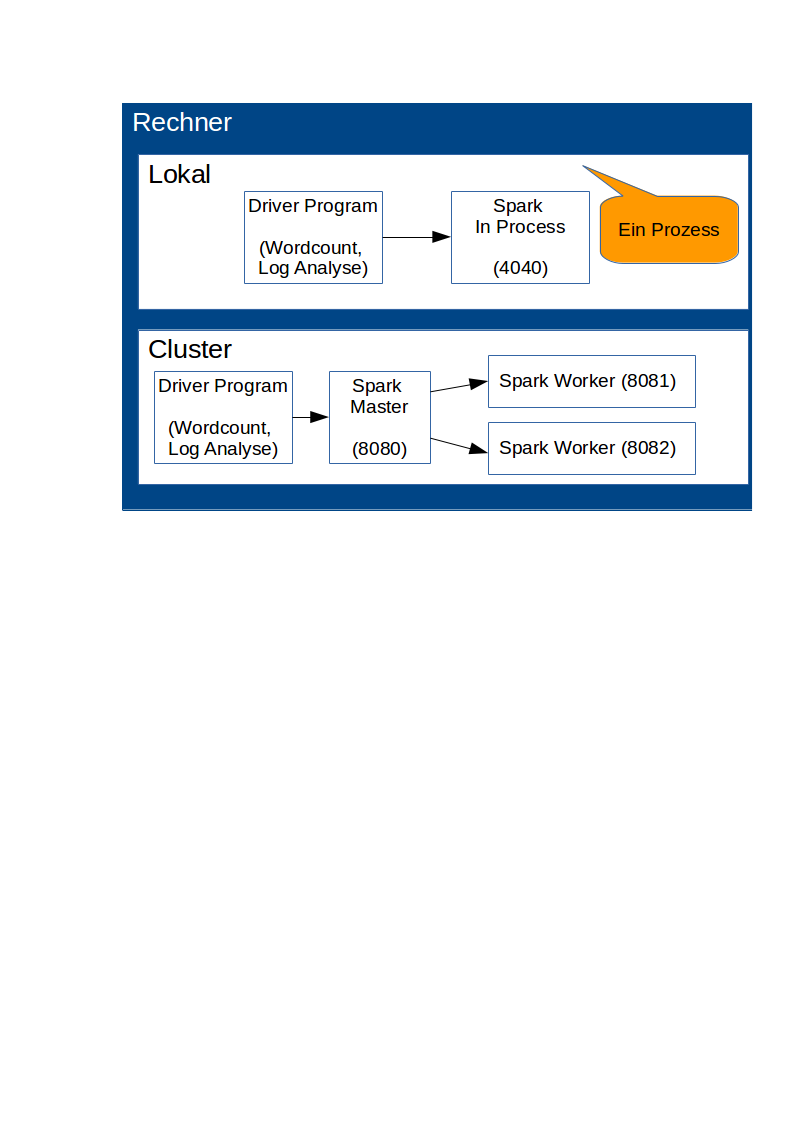 Rechner
Lokal
Driver Program
(Wordcount,
Log Analyse)
Spark
In Process
(4040)
Ein Prozess
Cluster
Driver Program
(Wordcount,
Log Analyse)
Spark
Master
(8080)
Spark Worker (8081)
Spark Worker (8082)